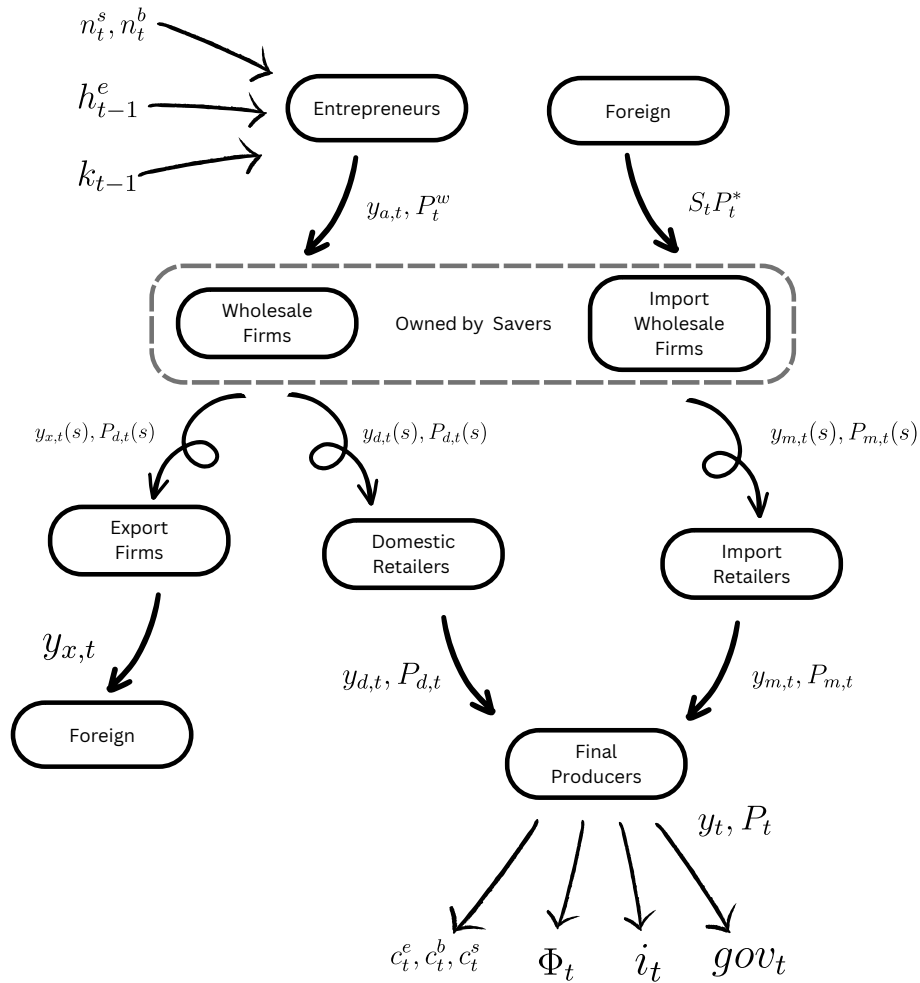 n_t^s, n_t^b
h_{t-1}^e
k_{t-1}
Entrepreneurs
Foreign
y_{a,t}, P_t^w
S_t P_t^*
Wholesale
Firms
Owned by Savers
Import
Wholesale
Firms
y_{x,t}(s), P_{d,t}(s)
y_{d,t}(s), P_{d,t}(s)
y_{m,t}(s), P_{m,t}(s)
Export
Firms
Domestic
Retailers
Import
Retailers
y_{x,t}
y_{d,t}, P_{d,t}
y_{m,t}, P_{m,t}
Foreign
Final
Producers
y_t, P_t
c_t^e, c_t^b, c_t^s
Φ_t
i_t
gov_t